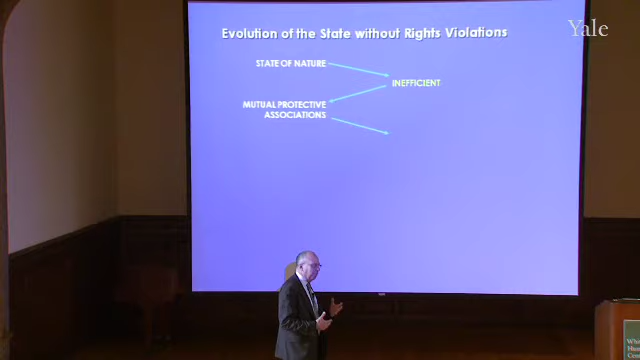 Evolution of the State without Rights Violations
Yale
STATE OF NATURE
INEFFICIENT
MUTUAL PROTECTIVE
ASSOCIATIONS